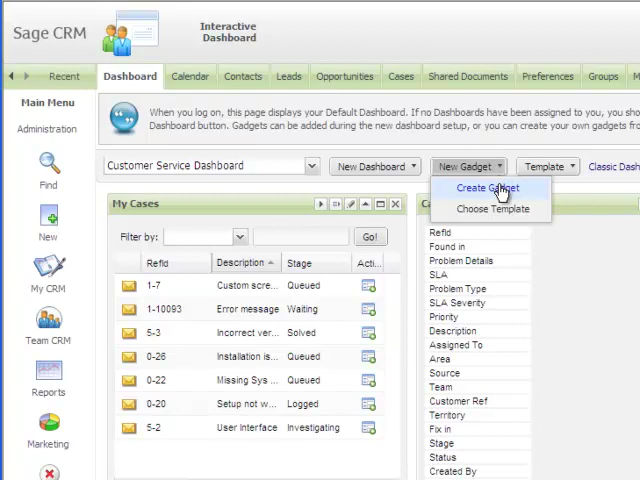 Sage CRM
Interactive
Dashboard
Recent
Dashboard
Calendar
Contacts
Leads
Opportunities
Cases
Shared Documents
Preferences
Groups
M
Main Menu
Administration
Find
New
My CRM
Team CRM
Reports
Marketing
When you log on, this page displays your Default Dashboard. If no Dashboards have been assigned to you, you shou
Dashboard button. Gadgets can be added during the new dashboard setup, or you can create your own gadgets fro
Customer Service Dashboard
New Dashboard
New Gadget
Template
Classic Dash
Create Gadget
Choose Template
My Cases
Filter by:
Go!
RefId Description Stage Acti...
1-7 Custom scre... Queued
1-10093 Error message Waiting
5-3 Incorrect ver... Solved
0-26 Installation is... Queued
0-22 Missing Sys ... Queued
0-20 Setup not w... Logged
5-2 User Interface Investigating
RefId
Found in
Problem Details
SLA
Problem Type
SLA Severity
Priority
Description
Assigned To
Area
Source
Team
Customer Ref
Territory
Fix in
Stage
Status
Created By